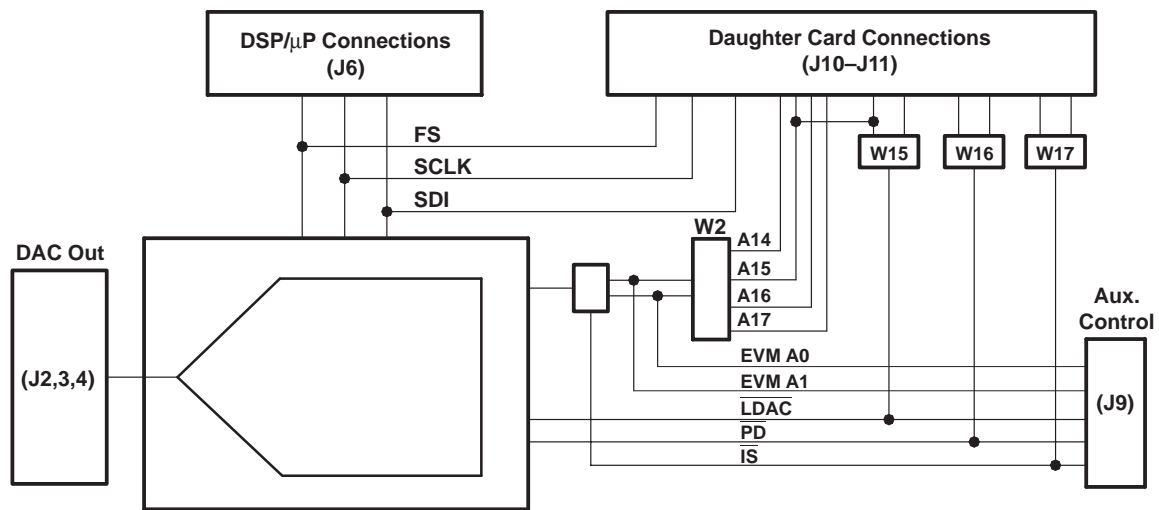 DSP/μP Connections
(J6)
Daughter Card Connections
(J10–J11)
FS
SCLK
SDI
W15
W16
W17
W2
A14
A15
A16
A17
DAC Out
(J2,3,4)
Aux.
Control
(J9)
EVM A0
EVM A1
LDAC
PD
IS